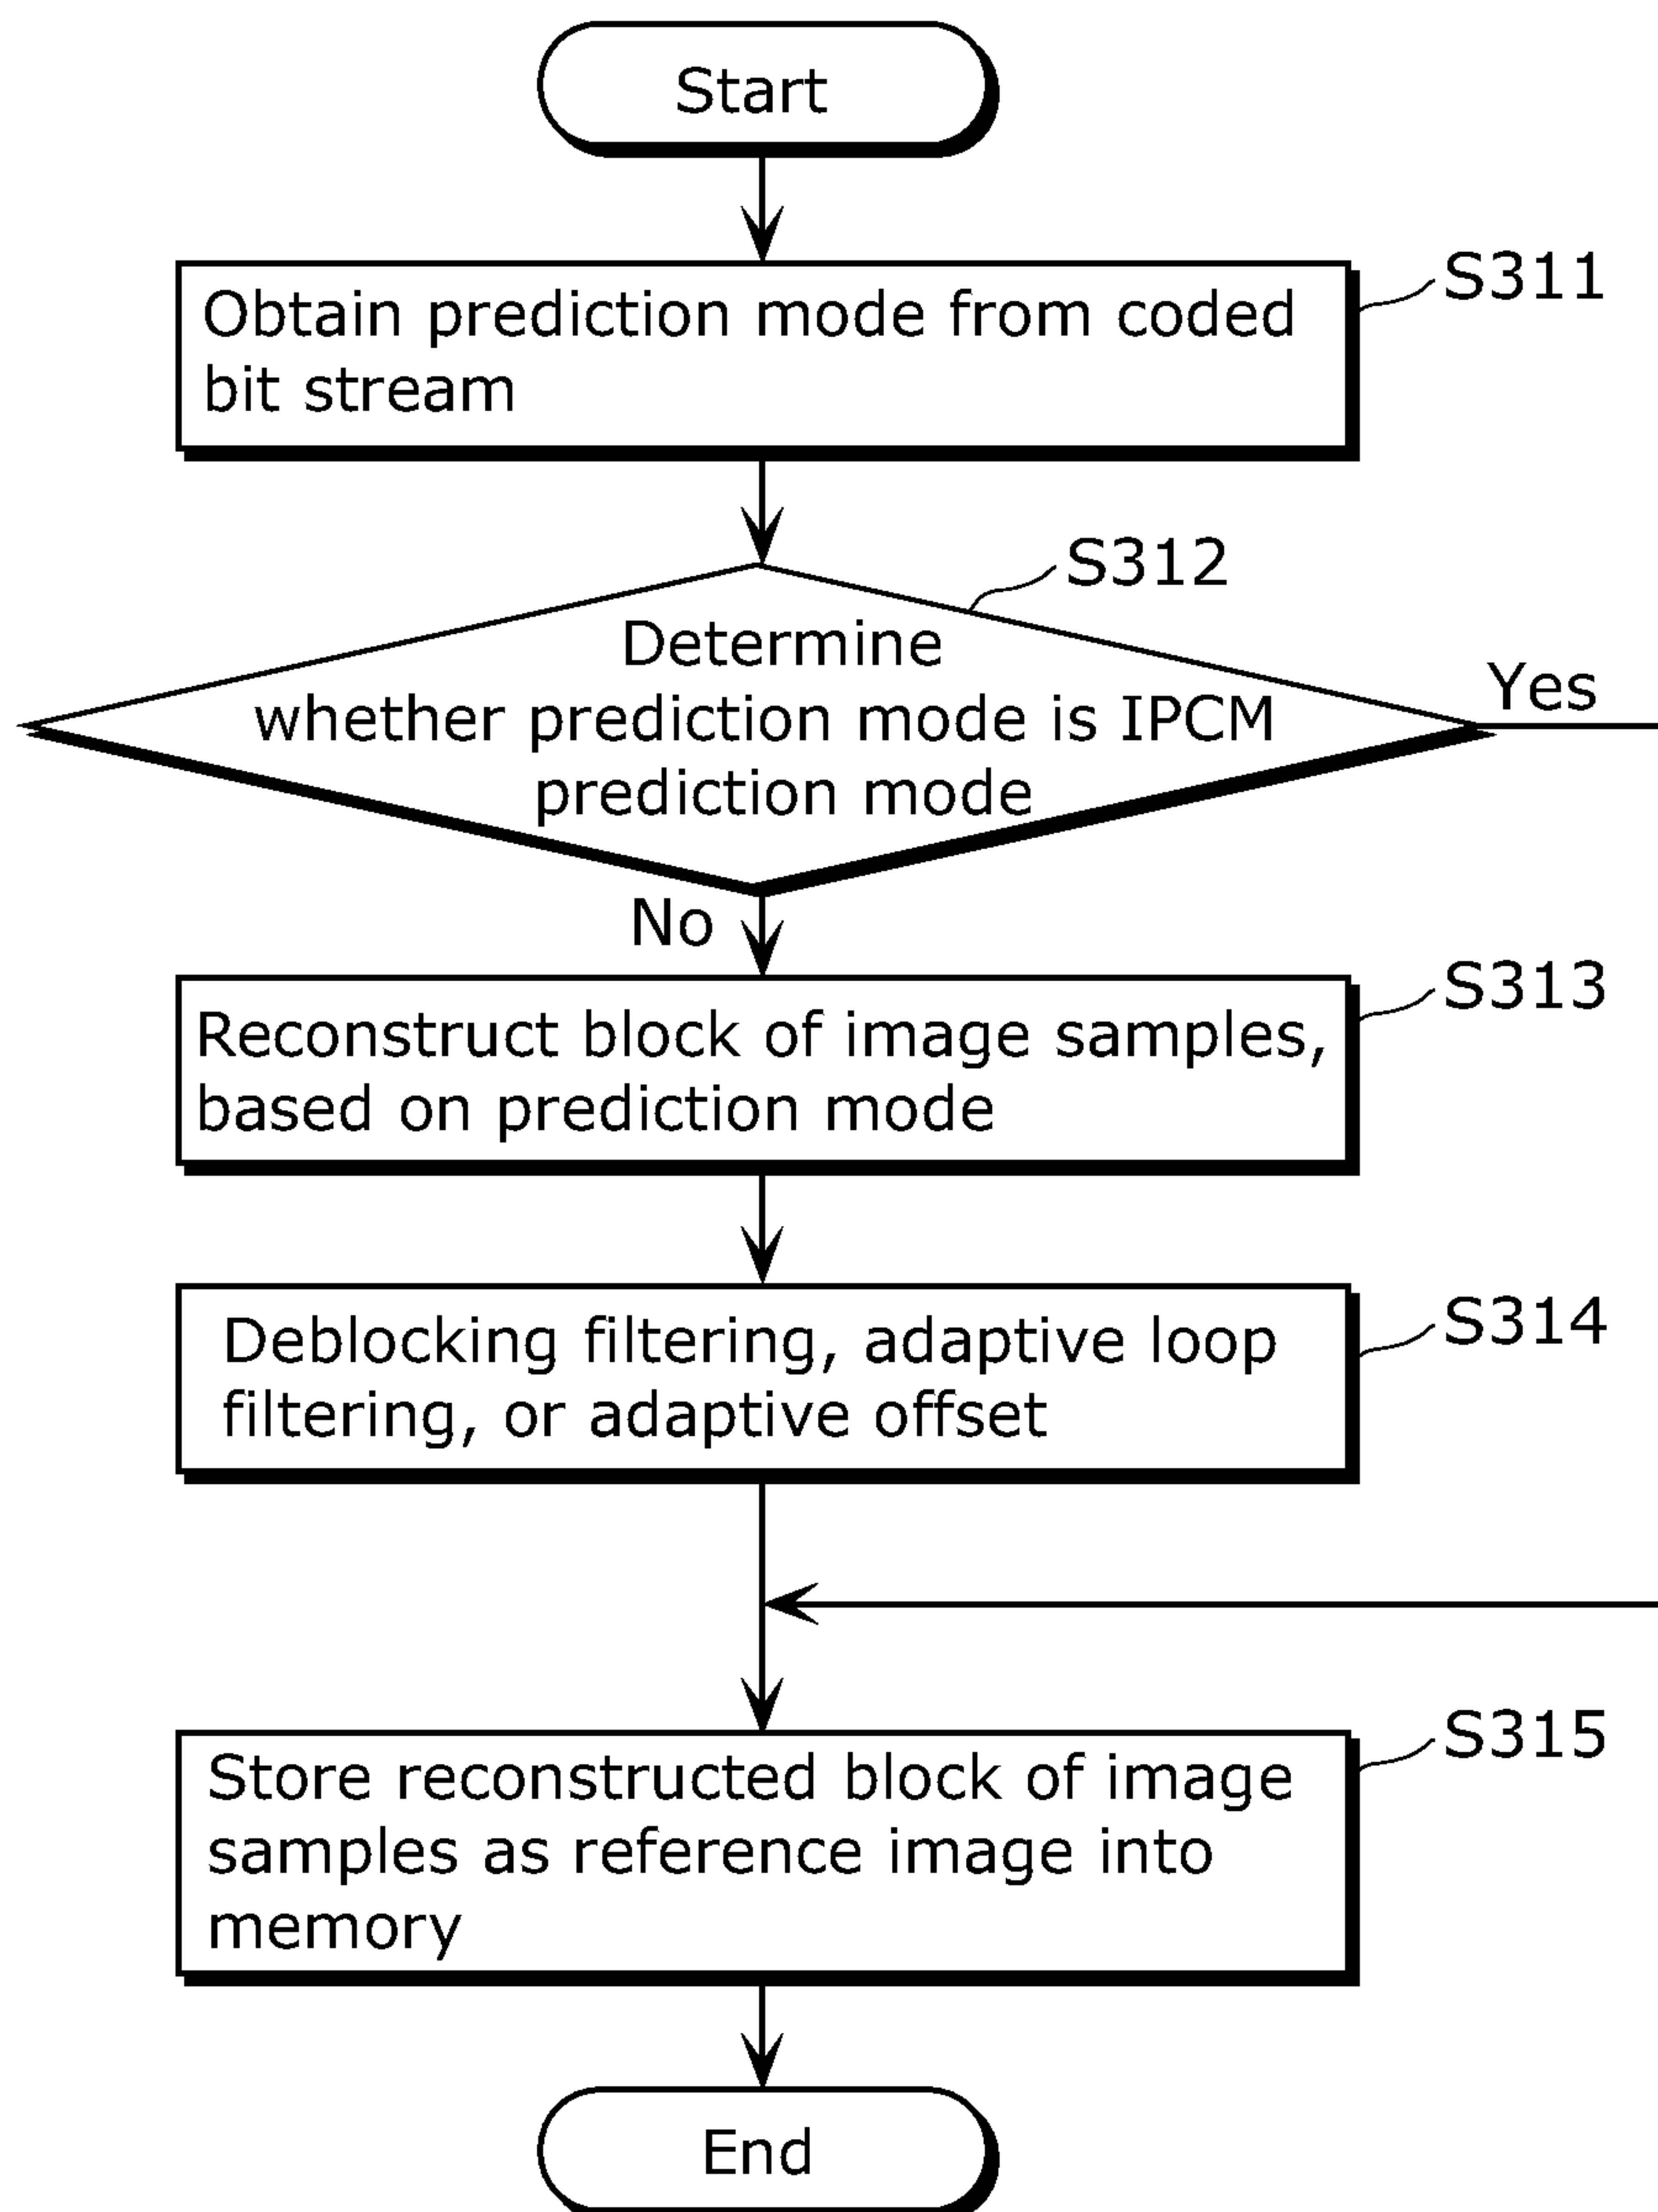 Start
S311
Obtain prediction mode from coded
bit stream
S312
Determine
whether prediction mode is IPCM
prediction mode
Yes
No
S313
Reconstruct block of image samples,
based on prediction mode
S314
Deblocking filtering, adaptive loop
filtering, or adaptive offset
S315
Store reconstructed block of image
samples as reference image into
memory
End